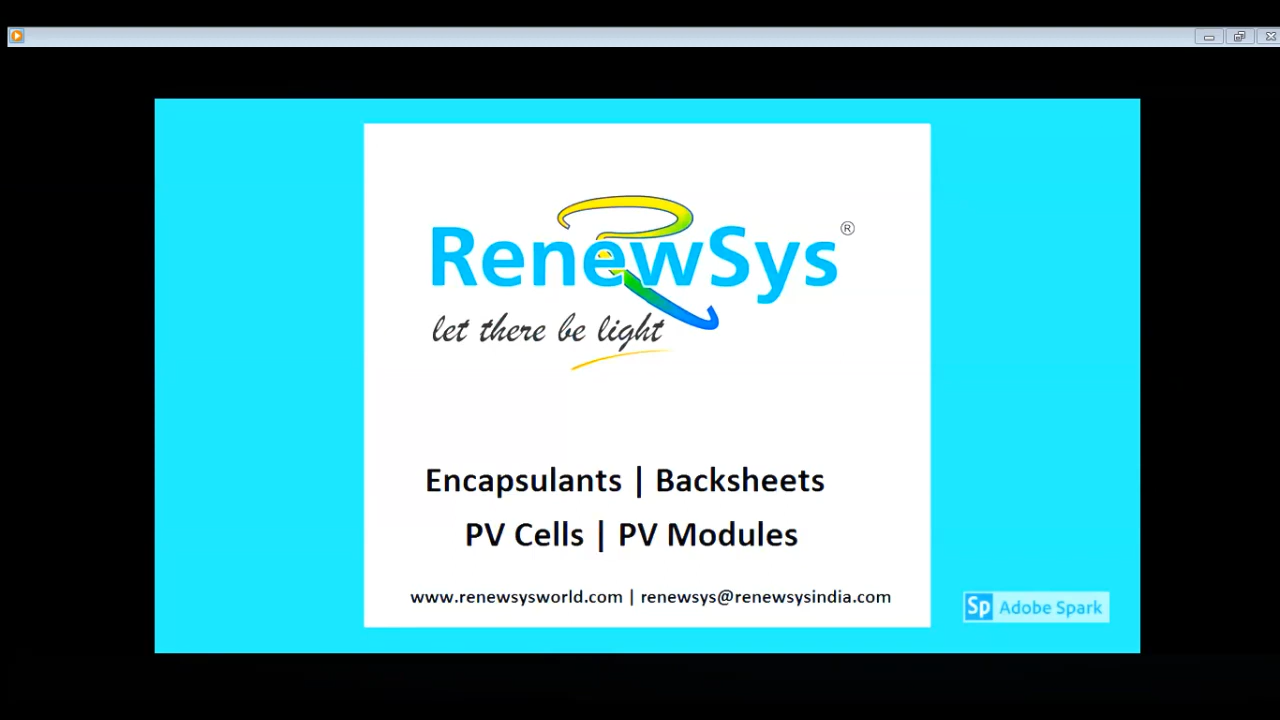 RenewSys®
let there be light
Encapsulants | Backsheets
PV Cells | PV Modules
www.renewsysworld.com | renewsys@renewsysindia.com
Sp Adobe Spark